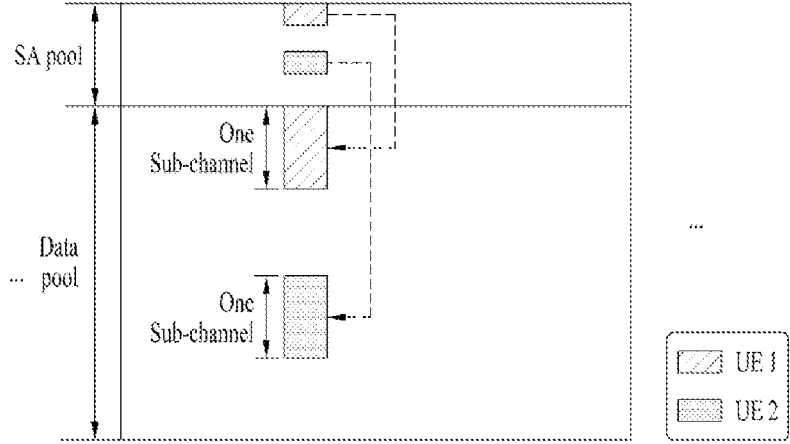 SA pool
One
Sub-channel
Data
... pool
...
One
Sub-channel
UE 1
UE 2